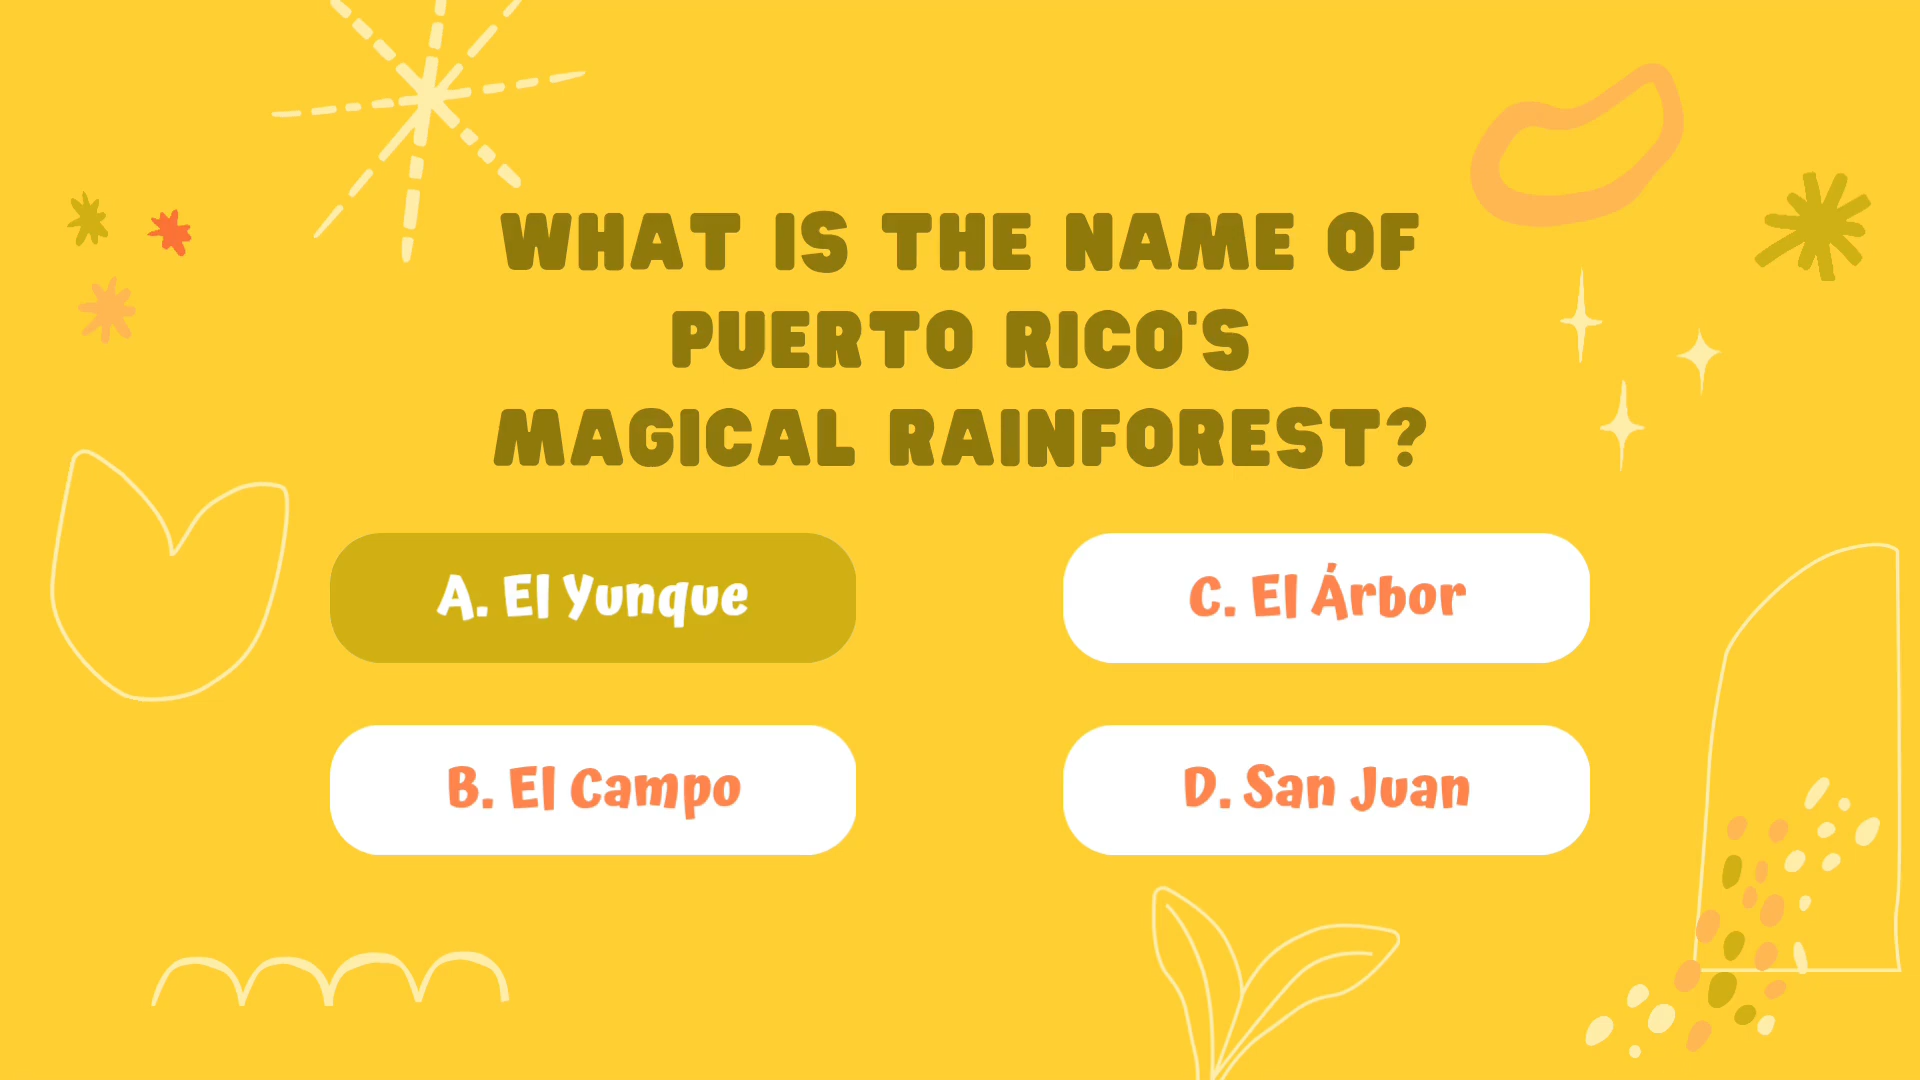 WHAT IS THE NAME OF
PUERTO RICO'S
MAGICAL RAINFOREST?
A. El Yunque
B. El Campo
C. El Árbor
D. San Juan